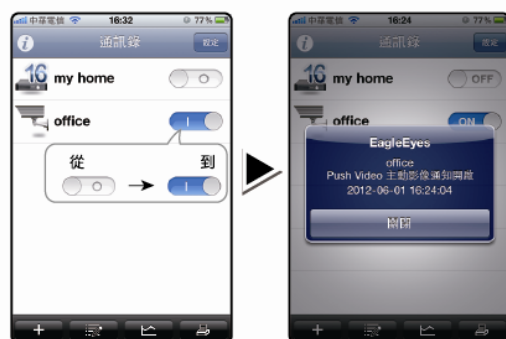 中華電信 16:32 77%
通訊錄 設定
16 my home
office
從 到
中華電信 16:24 77%
通訊錄 設定
16 my home OFF
office ON
EagleEyes
office
Push Video 主動影像通知開啟
2012-06-01 16:24:04
關閉